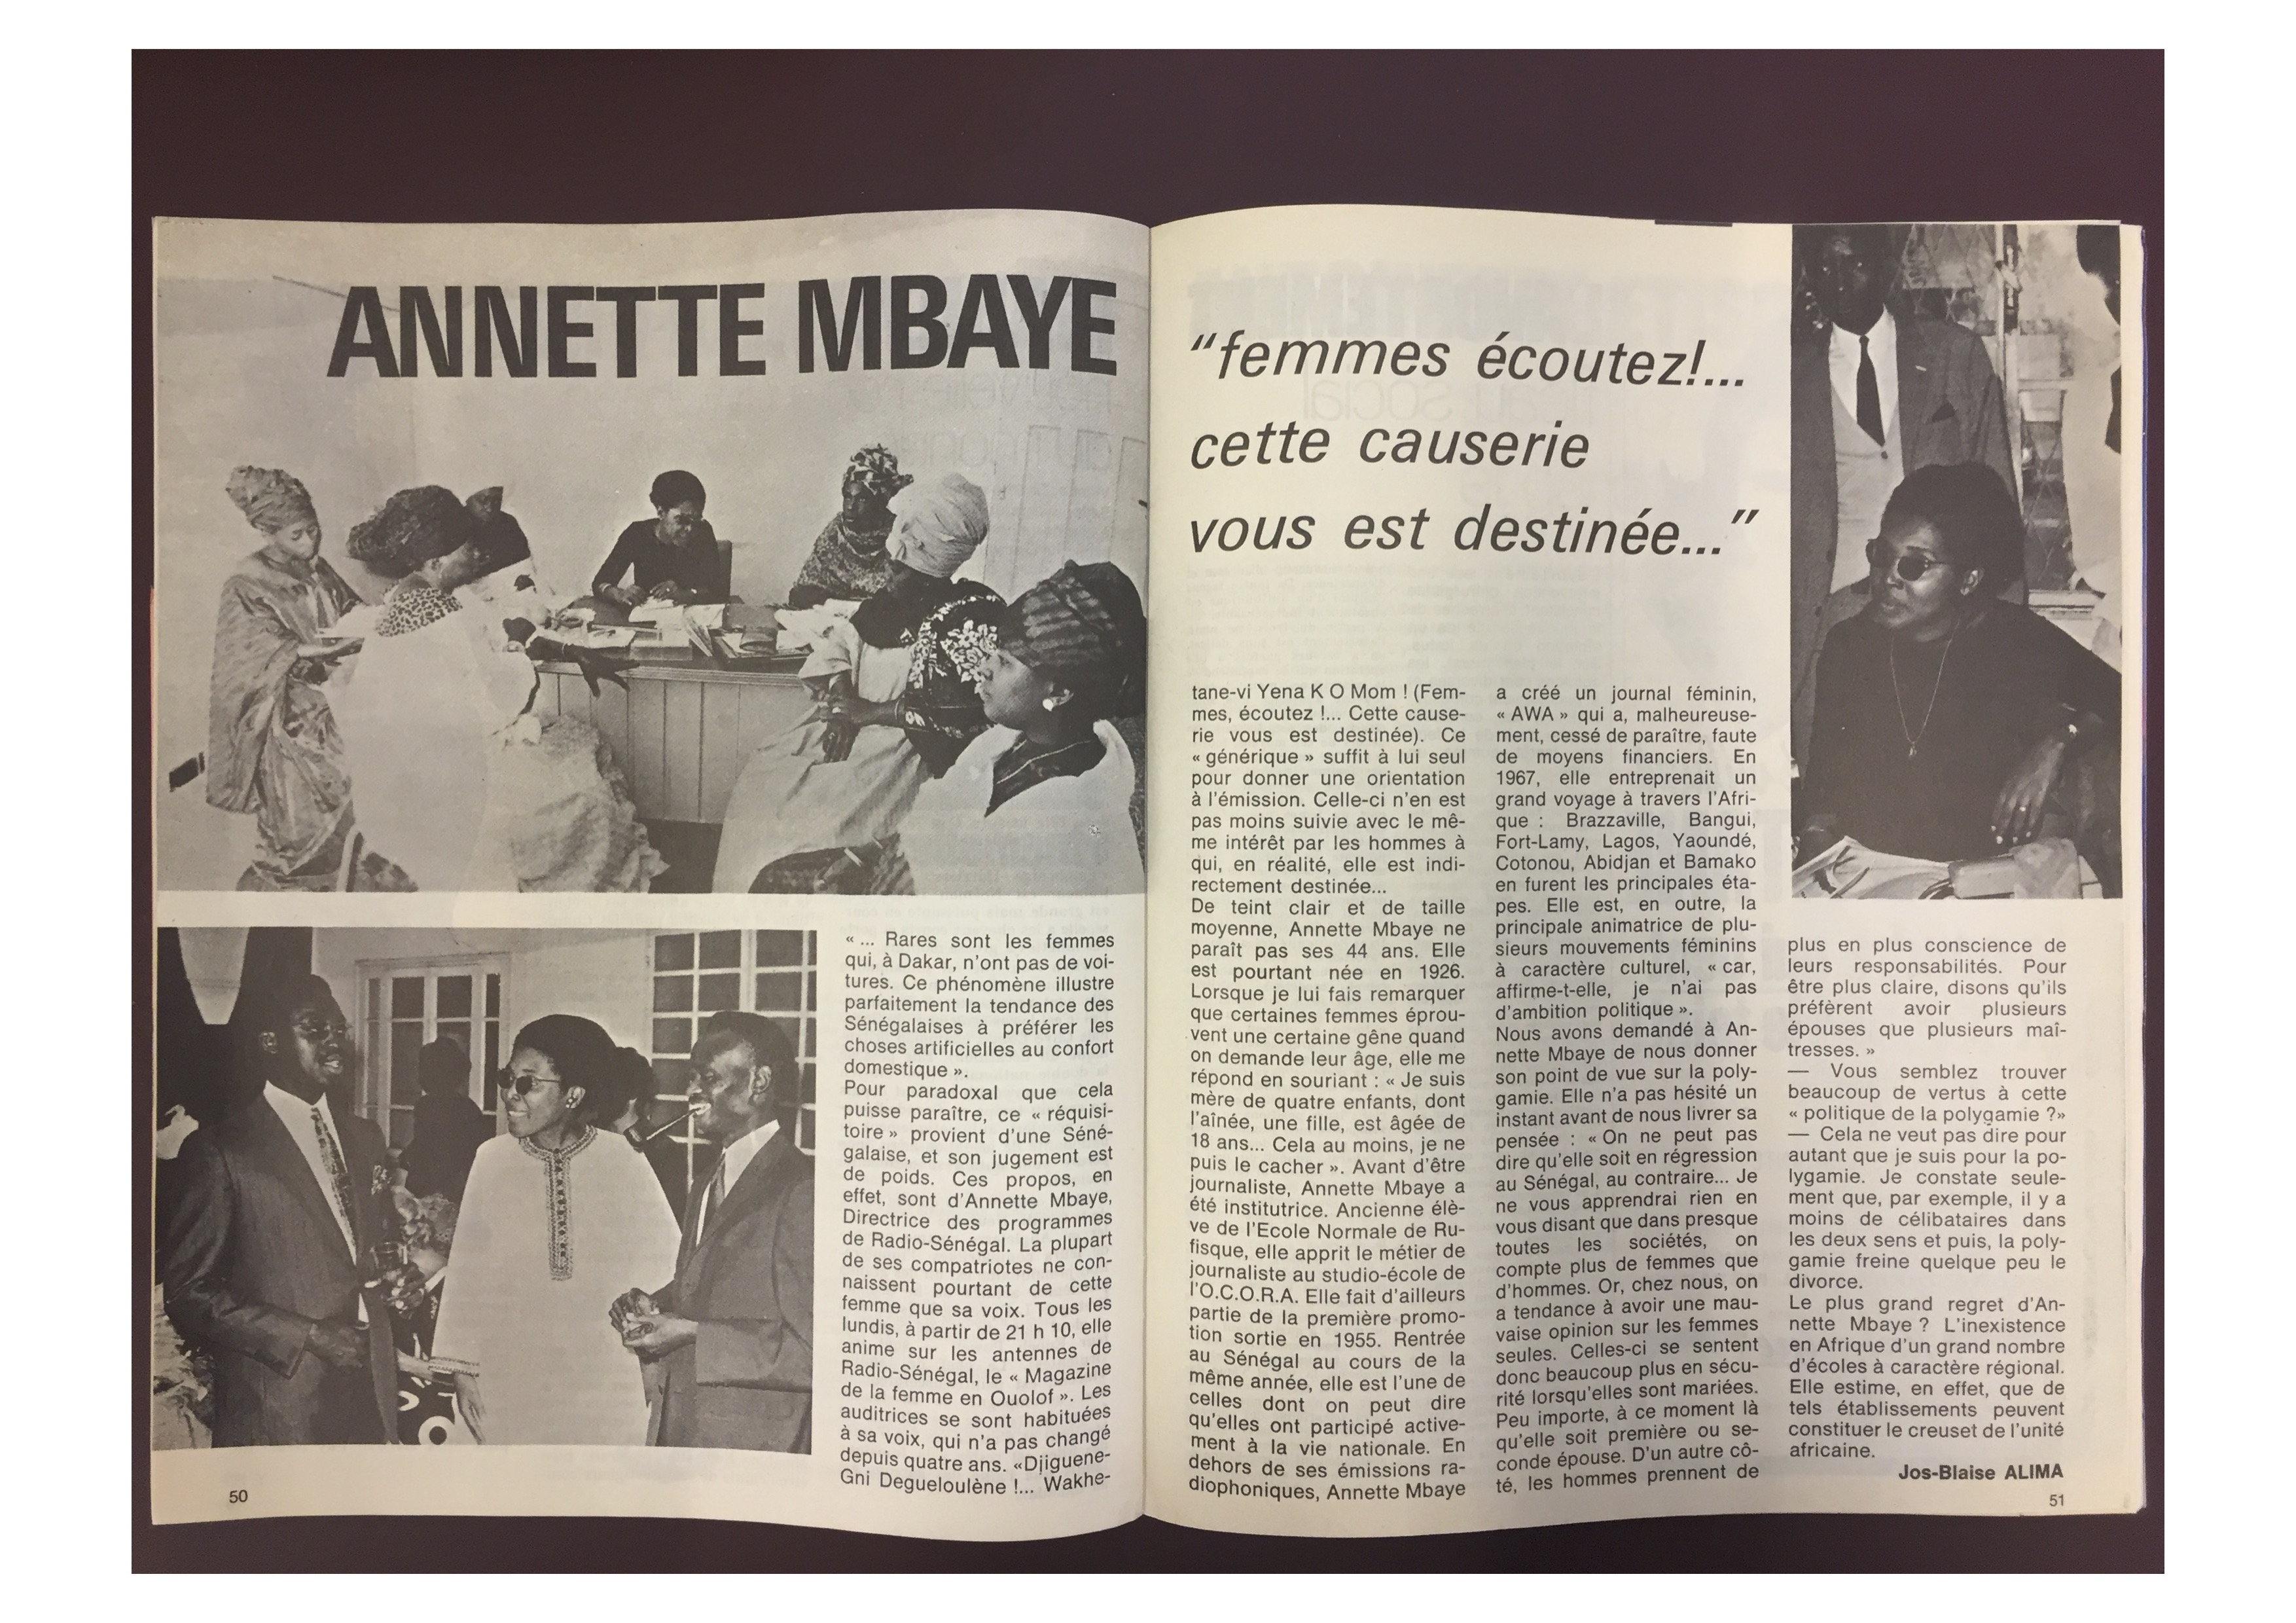 ANNETTE MBAYE
« ... Rares sont les femmes
qui, à Dakar, n'ont pas de voi-
tures. Ce phénomène illustre
parfaitement la tendance des
Sénégalaises à préférer les
choses artificielles au confort
domestique ».
Pour paradoxal que cela
puisse paraître, ce « réquisi-
toire » provient d'une Séné-
galaise, et son jugement est
de poids. Ces propos, en
effet, sont d'Annette Mbaye,
Directrice des programmes
de Radio-Sénégal. La plupart
de ses compatriotes ne con-
naissent pourtant de cette
femme que sa voix. Tous les
lundis, à partir de 21 h 10, elle
anime sur les antennes de
Radio-Sénégal, le « Magazine
de la femme en Ouolof ». Les
auditrices se sont habituées
à sa voix, qui n'a pas changé
depuis quatre ans. «Djiguene-
Gni Degueloulène !... Wakhe-
50
“femmes écoutez!...
cette causerie
vous est destinée...”
tane-vi Yena K O Mom ! (Fem-
mes, écoutez !... Cette cause-
rie vous est destinée). Ce
« générique » suffit à lui seul
pour donner une orientation
à l'émission. Celle-ci n'en est
pas moins suivie avec le mê-
me intérêt par les hommes à
qui, en réalité, elle est indi-
rectement destinée...
De teint clair et de taille
moyenne, Annette Mbaye ne
paraît pas ses 44 ans. Elle
est pourtant née en 1926.
Lorsque je lui fais remarquer
que certaines femmes éprou-
vent une certaine gêne quand
on demande leur âge, elle me
répond en souriant : « Je suis
mère de quatre enfants, dont
l'aînée, une fille, est âgée de
18 ans... Cela au moins, je ne
puis le cacher ». Avant d'être
journaliste, Annette Mbaye a
été institutrice. Ancienne élè-
ve de l'Ecole Normale de Ru-
fisque, elle apprit le métier de
journaliste au studio-école de
l'O.C.O.R.A. Elle fait d'ailleurs
partie de la première promo-
tion sortie en 1955. Rentrée
au Sénégal au cours de la
même année, elle est l'une de
celles dont on peut dire
qu'elles ont participé active-
ment à la vie nationale. En
dehors de ses émissions ra-
diophoniques, Annette Mbaye
a créé un journal féminin,
« AWA » qui a, malheureuse-
ment, cessé de paraître, faute
de moyens financiers. En
1967, elle entreprenait un
grand voyage à travers l'Afri-
que : Brazzaville, Bangui,
Fort-Lamy, Lagos, Yaoundé,
Cotonou, Abidjan et Bamako
en furent les principales éta-
pes. Elle est, en outre, la
principale animatrice de plu-
sieurs mouvements féminins
à caractère culturel, « car,
affirme-t-elle, je n'ai pas
d'ambition politique ».
Nous avons demandé à An-
nette Mbaye de nous donner
son point de vue sur la poly-
gamie. Elle n'a pas hésité un
instant avant de nous livrer sa
pensée : « On ne peut pas
dire qu'elle soit en régression
au Sénégal, au contraire... Je
ne vous apprendrai rien en
vous disant que dans presque
toutes les sociétés, on
compte plus de femmes que
d'hommes. Or, chez nous, on
a tendance à avoir une mau-
vaise opinion sur les femmes
seules. Celles-ci se sentent
donc beaucoup plus en sécu-
rité lorsqu'elles sont mariées.
Peu importe, à ce moment là
qu'elle soit première ou se-
conde épouse. D'un autre cô-
té, les hommes prennent de
plus en plus conscience de
leurs responsabilités. Pour
être plus claire, disons qu'ils
préfèrent avoir plusieurs
épouses que plusieurs maî-
tresses. »
— Vous semblez trouver
beaucoup de vertus à cette
« politique de la polygamie ?»
— Cela ne veut pas dire pour
autant que je suis pour la po-
lygamie. Je constate seule-
ment que, par exemple, il y a
moins de célibataires dans
les deux sens et puis, la poly-
gamie freine quelque peu le
divorce.
Le plus grand regret d'An-
nette Mbaye ? L'inexistence
en Afrique d'un grand nombre
d'écoles à caractère régional.
Elle estime, en effet, que de
tels établissements peuvent
constituer le creuset de l'unité
africaine.
Jos-Blaise ALIMA
51